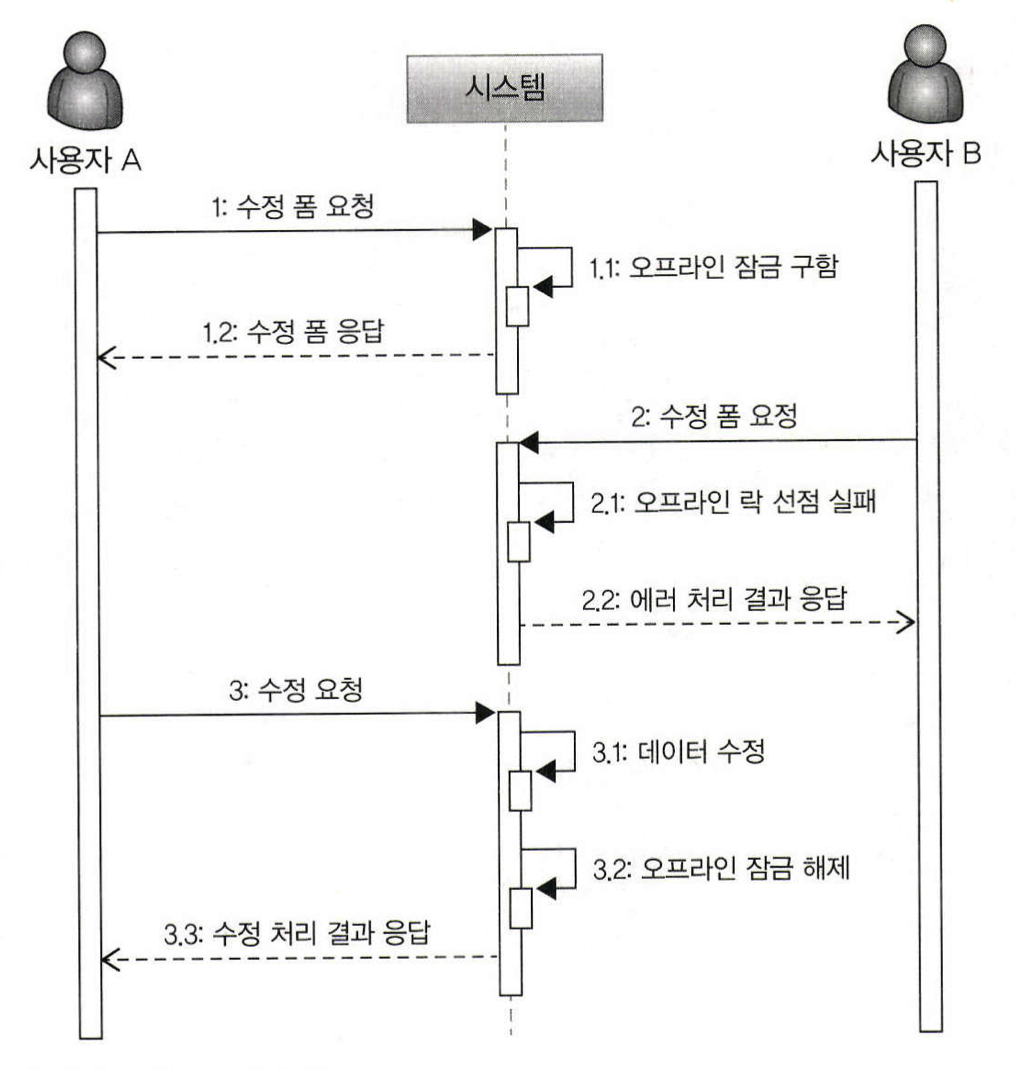 시스템
사용자 A
사용자 B
1: 수정 폼 요청
1.1: 오프라인 잠금 구함
1.2: 수정 폼 응답
2: 수정 폼 요정
2.1: 오프라인 락 선점 실패
2.2: 에러 처리 결과 응답
3: 수정 요청
3.1: 데이터 수정
3.2: 오프라인 잠금 해제
3.3: 수정 처리 결과 응답